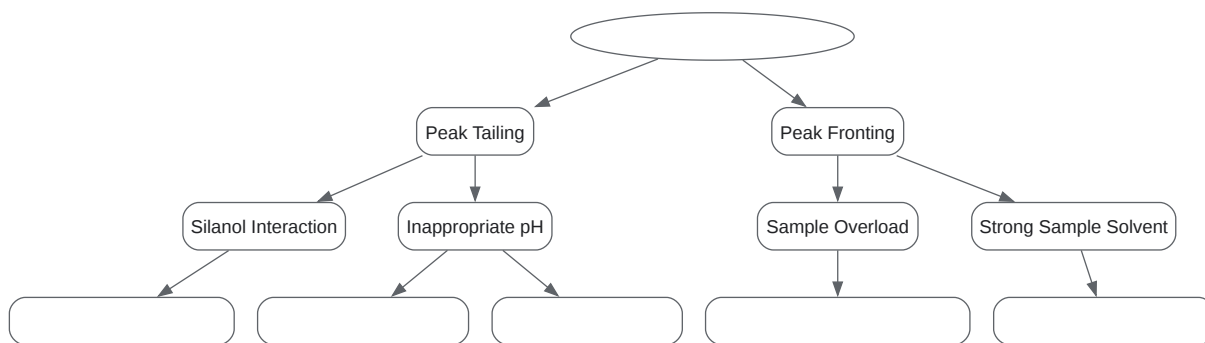 Peak Tailing
Peak Fronting
Silanol Interaction
Inappropriate pH
Sample Overload
Strong Sample Solvent